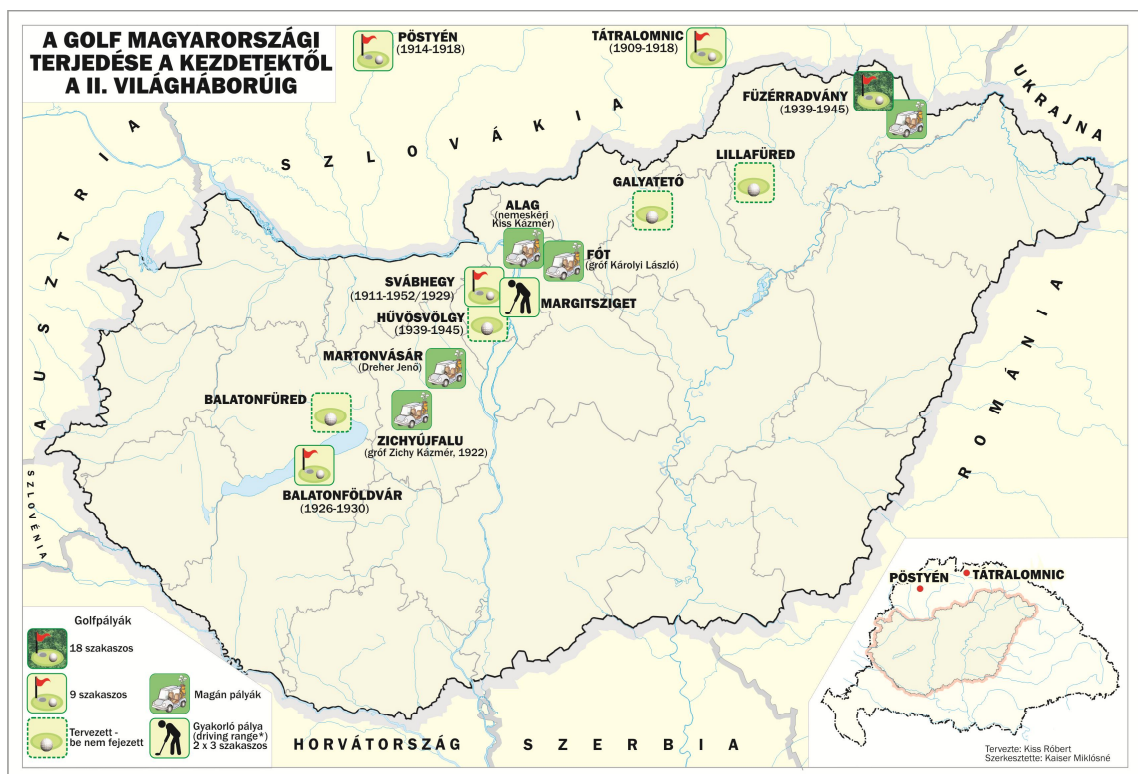 A GOLF MAGYARORSZÁGI
TERJEDÉSE A KEZDETEKTŐL
A II. VILÁGHÁBORÚIG
PÖSTYÉN
(1914-1918)
TÁTRALOMNIC
(1909-1918)
FÜZÉRRADVÁNY
(1939-1945)
UKRAJNA
SZLOVÁKIA
AUSZTRIA
LILLAFÜRED
GALYATETŐ
ALAG
(nemeskéri
Kiss Kázmér)
FÓT
(gróf Károlyi László)
SVÁBHEGY
(1911-1952/1929)
MARGITSZIGET
HÜVÖSVÖLGY
(1939-1945)
MARTONVÁSÁR
(Dreher Jenő)
BALATONFÜRED
ZICHYÚJFALU
(gróf Zichy Kázmér, 1922)
BALATONFÖLDVÁR
(1926-1930)
ROMÁNIA
SZLOVÉNIA
HORVÁTORSZÁG
SZERBIA
Golfpályák
18 szakaszos
9 szakaszos
Tervezett -
be nem fejezett
Magán pályák
Gyakorló pálya
(driving range*)
2 x 3 szakaszos
PÖSTYÉN
TÁTRALOMNIC
Tervezte: Kiss Róbert
Szerkesztette: Kaiser Miklósné